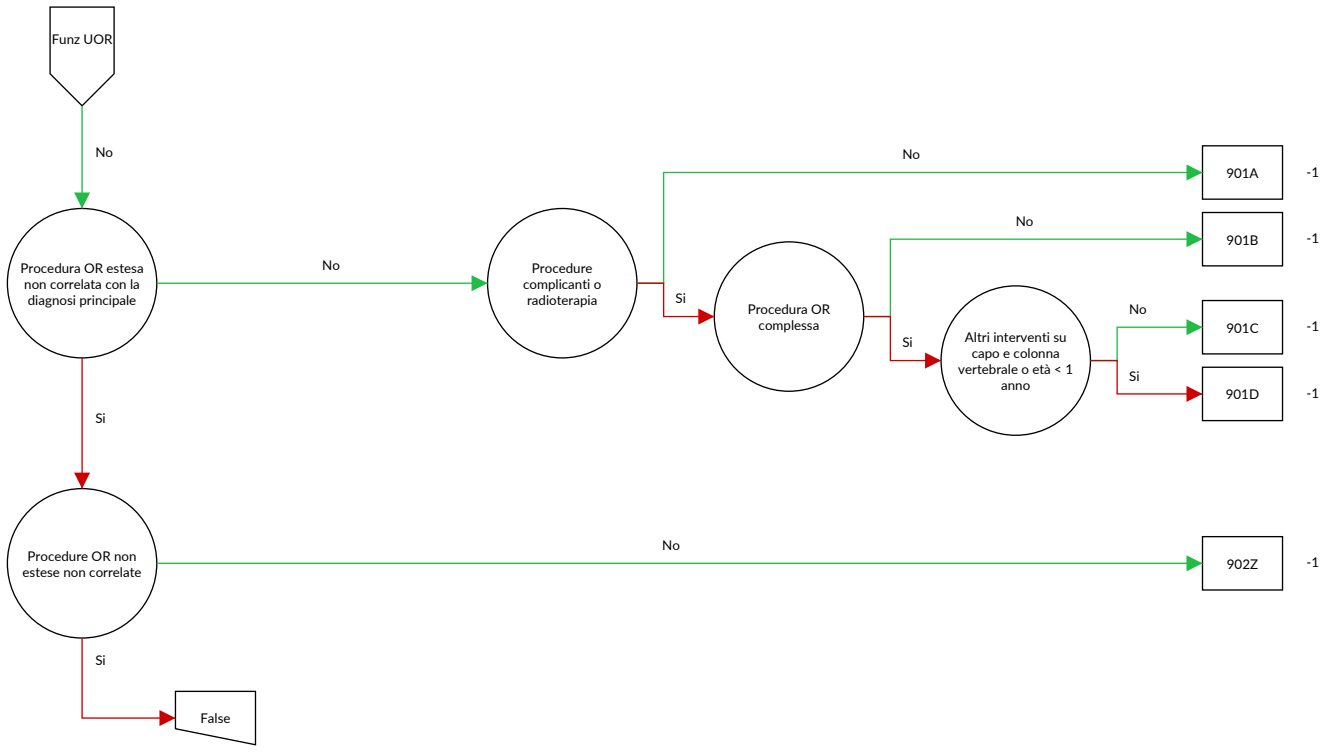 Funz UOR
No
No
901A
-1
No
901B
-1
Procedura OR estesa
non correlata con la
diagnosi principale
No
Procedure
complicanti o
radioterapia
Si
Procedura OR
complessa
Si
Altri interventi su
capo e colonna
vertebrale o età < 1
anno
No
901C
-1
Si
901D
-1
Si
Procedure OR non
estese non correlate
No
902Z
-1
Si
False